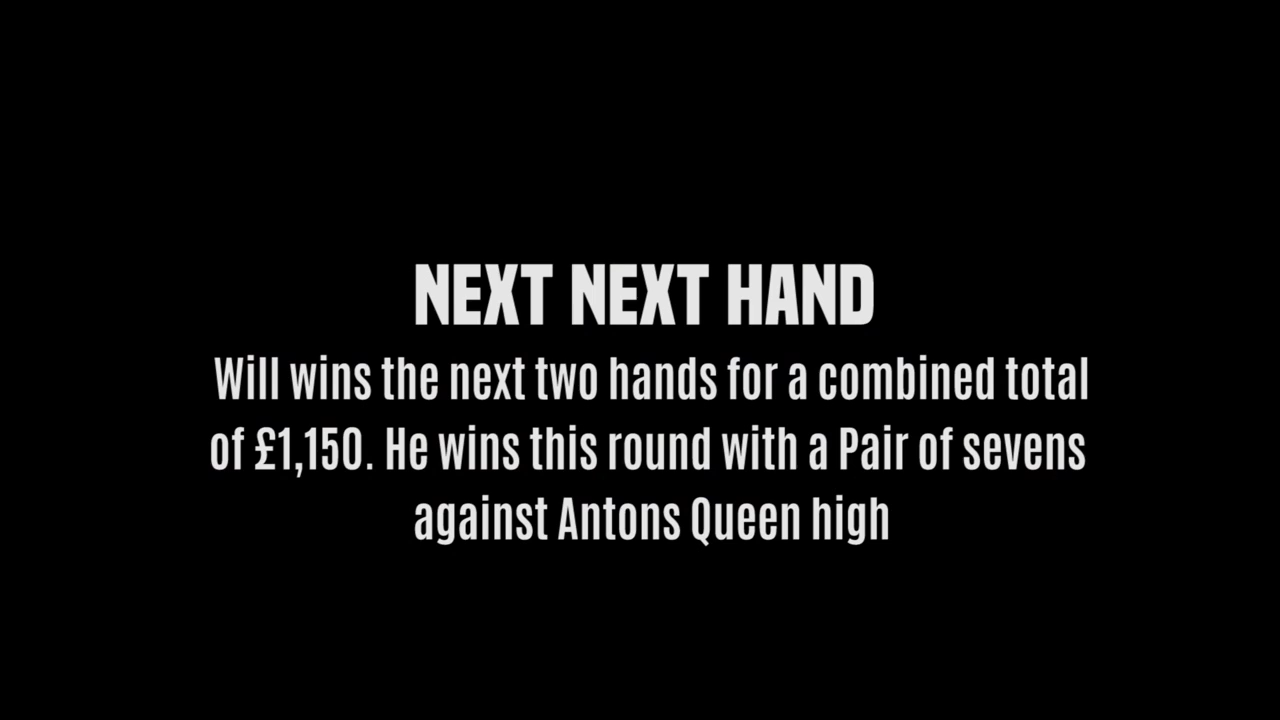 NEXT NEXT HAND
Will wins the next two hands for a combined total
of £1,150. He wins this round with a Pair of sevens
against Antons Queen high